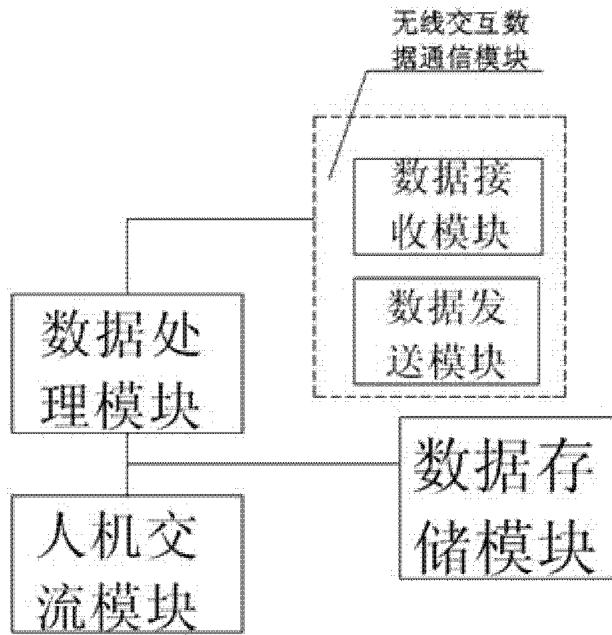 无线交互数
据通信模块
数据接
收模块
数据发
送模块
数据处
理模块
数据存
储模块
人机交
流模块